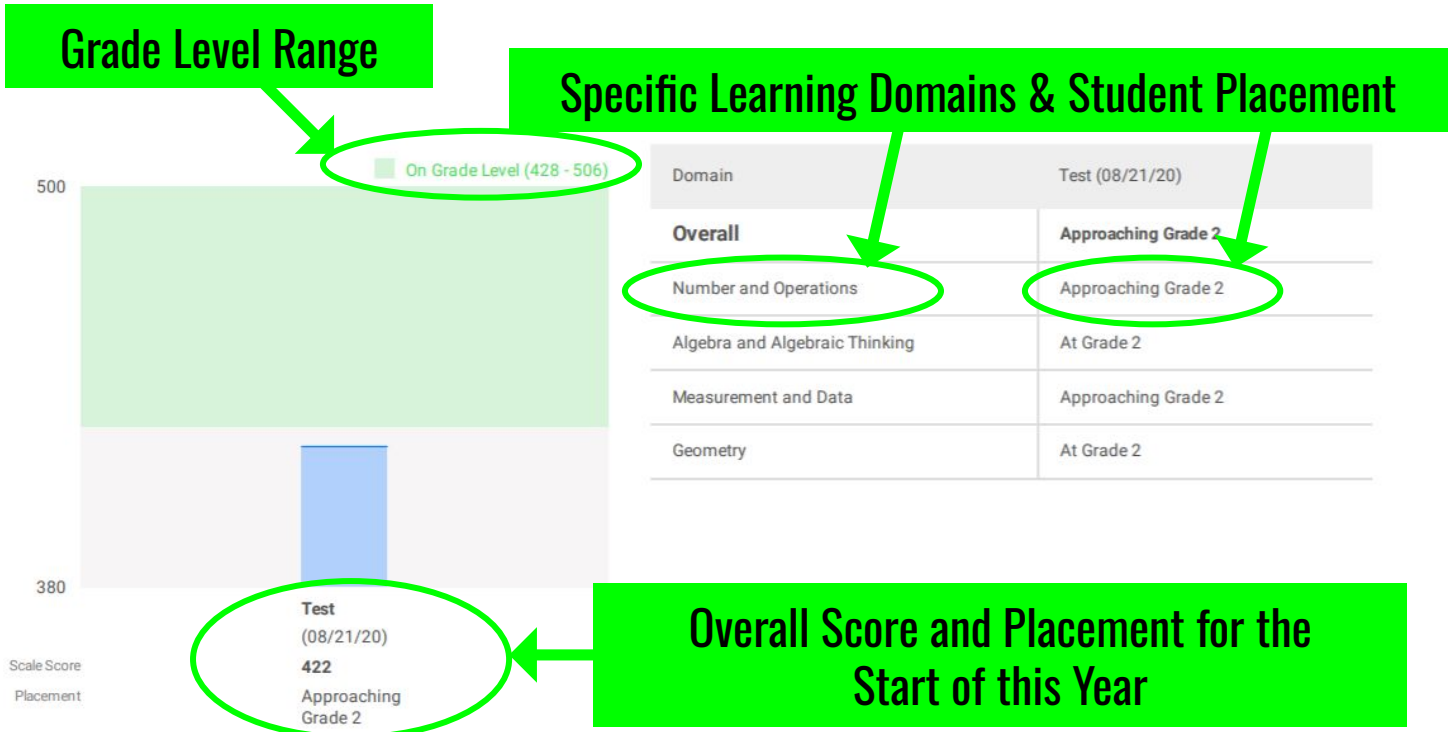 Grade Level Range
Specific Learning Domains & Student Placement
On Grade Level (428 - 506)
500
380
Test
(08/21/20)
Scale Score
422
Placement
Approaching
Grade 2
Domain
Test (08/21/20)
Overall
Approaching Grade 2
Number and Operations
Approaching Grade 2
Algebra and Algebraic Thinking
At Grade 2
Measurement and Data
Approaching Grade 2
Geometry
At Grade 2
Overall Score and Placement for the
Start of this Year